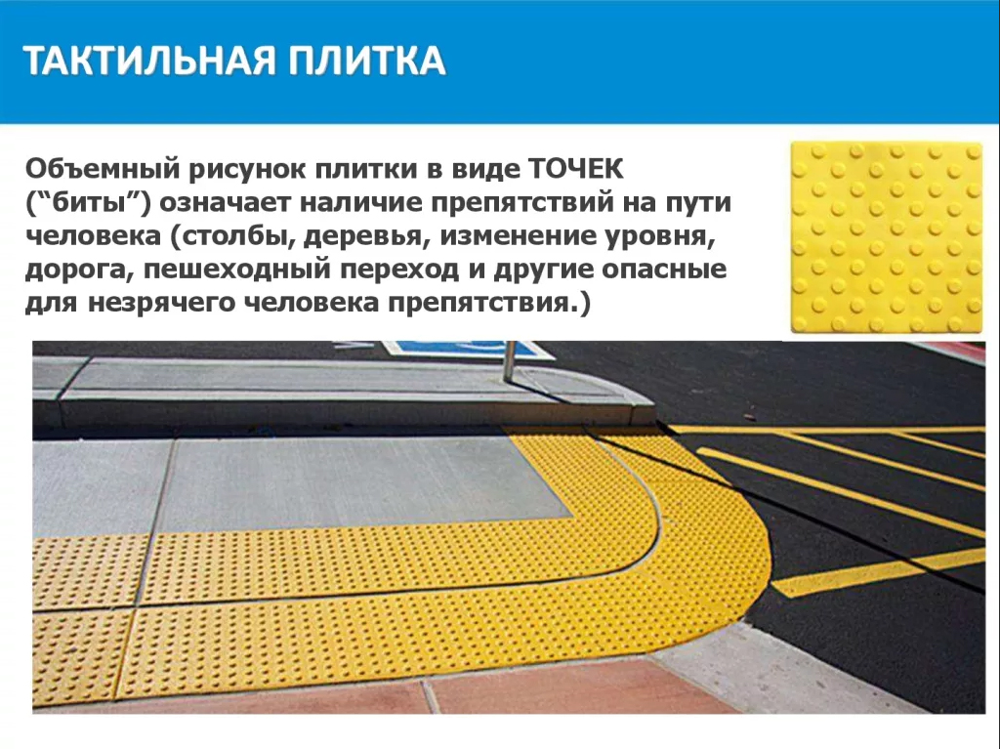 ТАКТИЛЬНАЯ ПЛИТКА
Объемный рисунок плитки в виде ТОЧЕК
(“биты”) означает наличие препятствий на пути
человека (столбы, деревья, изменение уровня,
дорога, пешеходный переход и другие опасные
для незрячего человека препятствия.)